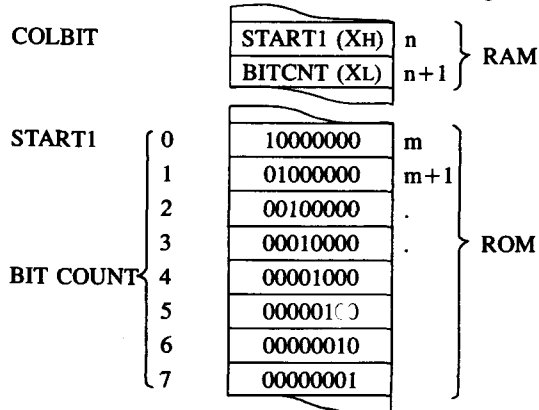 COLBIT START1 (XH) n
BITCNT (XL) n+1 RAM
START1 0 10000000 m
1 01000000 m+1
2 00100000 .
3 00010000 . ROM
BIT COUNT 4 00001000
5 00000100
6 00000010
7 00000001